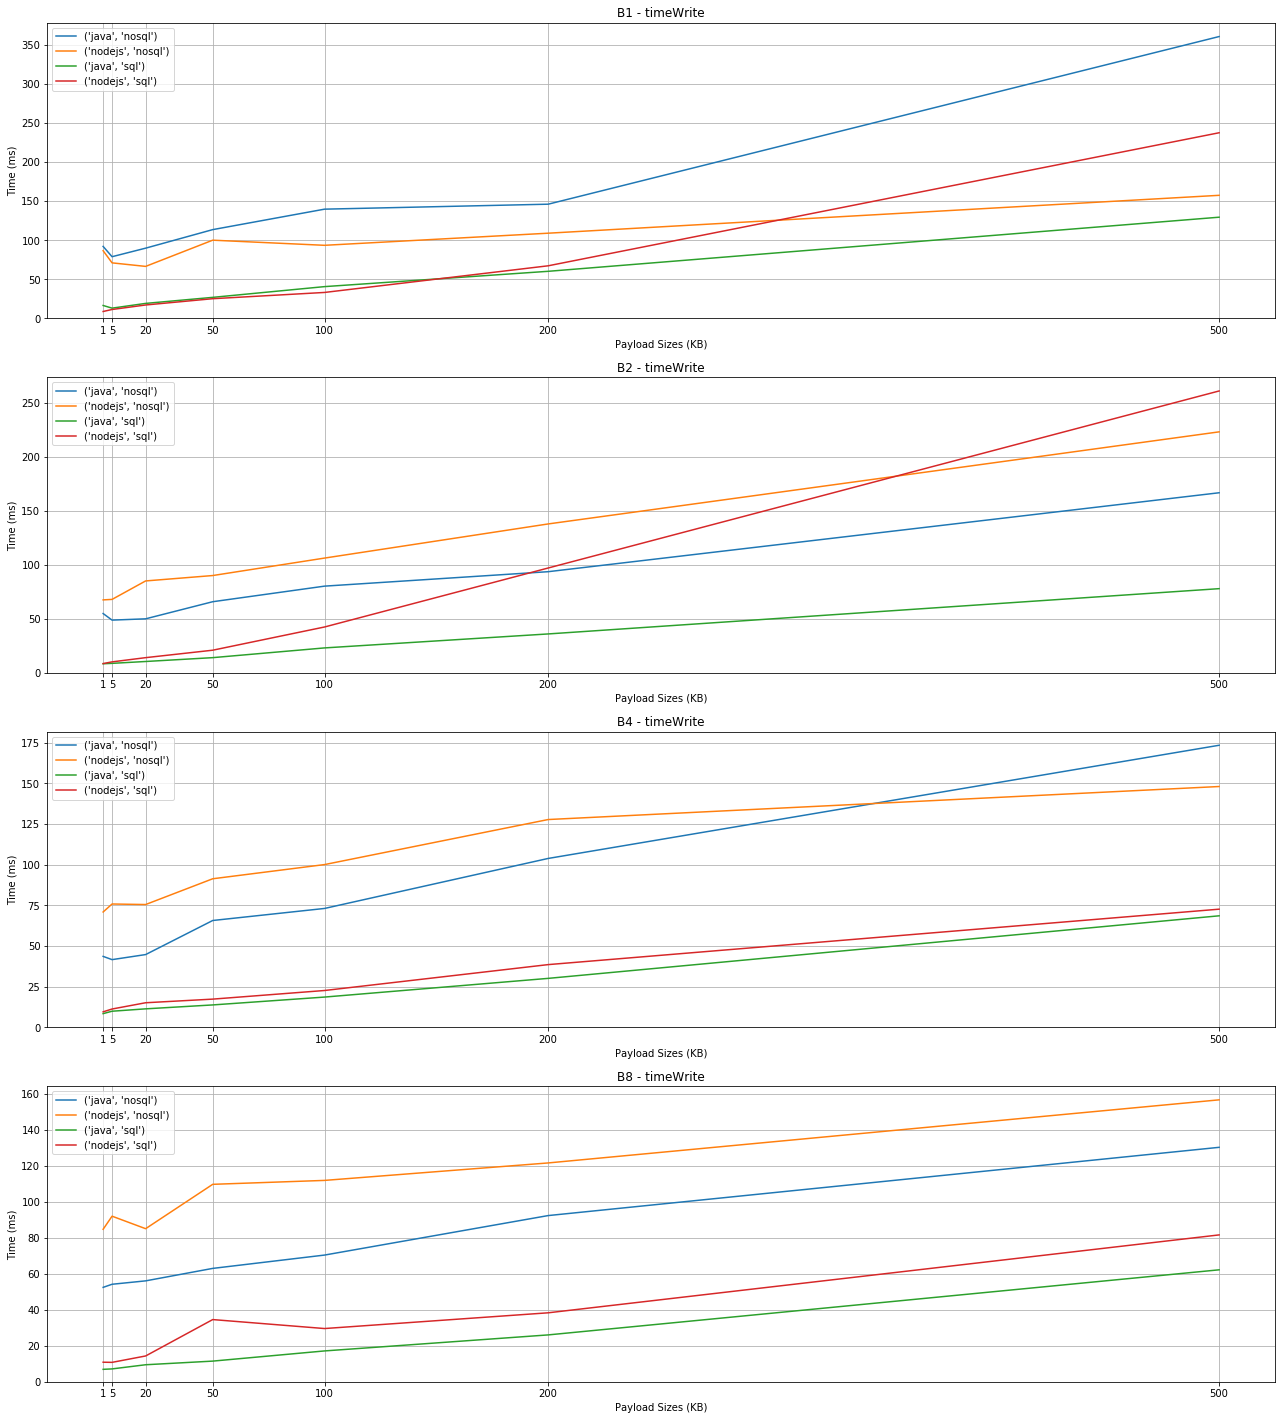 B1 - timeWrite
('java', 'nosql')
('nodejs', 'nosql')
('java', 'sql')
('nodejs', 'sql')
350
300
250
200
150
100
50
0
Time (ms)
1 5 20 50 100 200 500
Payload Sizes (KB)
B2 - timeWrite
('java', 'nosql')
('nodejs', 'nosql')
('java', 'sql')
('nodejs', 'sql')
250
200
150
100
50
0
Time (ms)
1 5 20 50 100 200 500
Payload Sizes (KB)
B4 - timeWrite
('java', 'nosql')
('nodejs', 'nosql')
('java', 'sql')
('nodejs', 'sql')
175
150
125
100
75
50
25
0
Time (ms)
1 5 20 50 100 200 500
Payload Sizes (KB)
B8 - timeWrite
('java', 'nosql')
('nodejs', 'nosql')
('java', 'sql')
('nodejs', 'sql')
160
140
120
100
80
60
40
20
0
Time (ms)
1 5 20 50 100 200 500
Payload Sizes (KB)